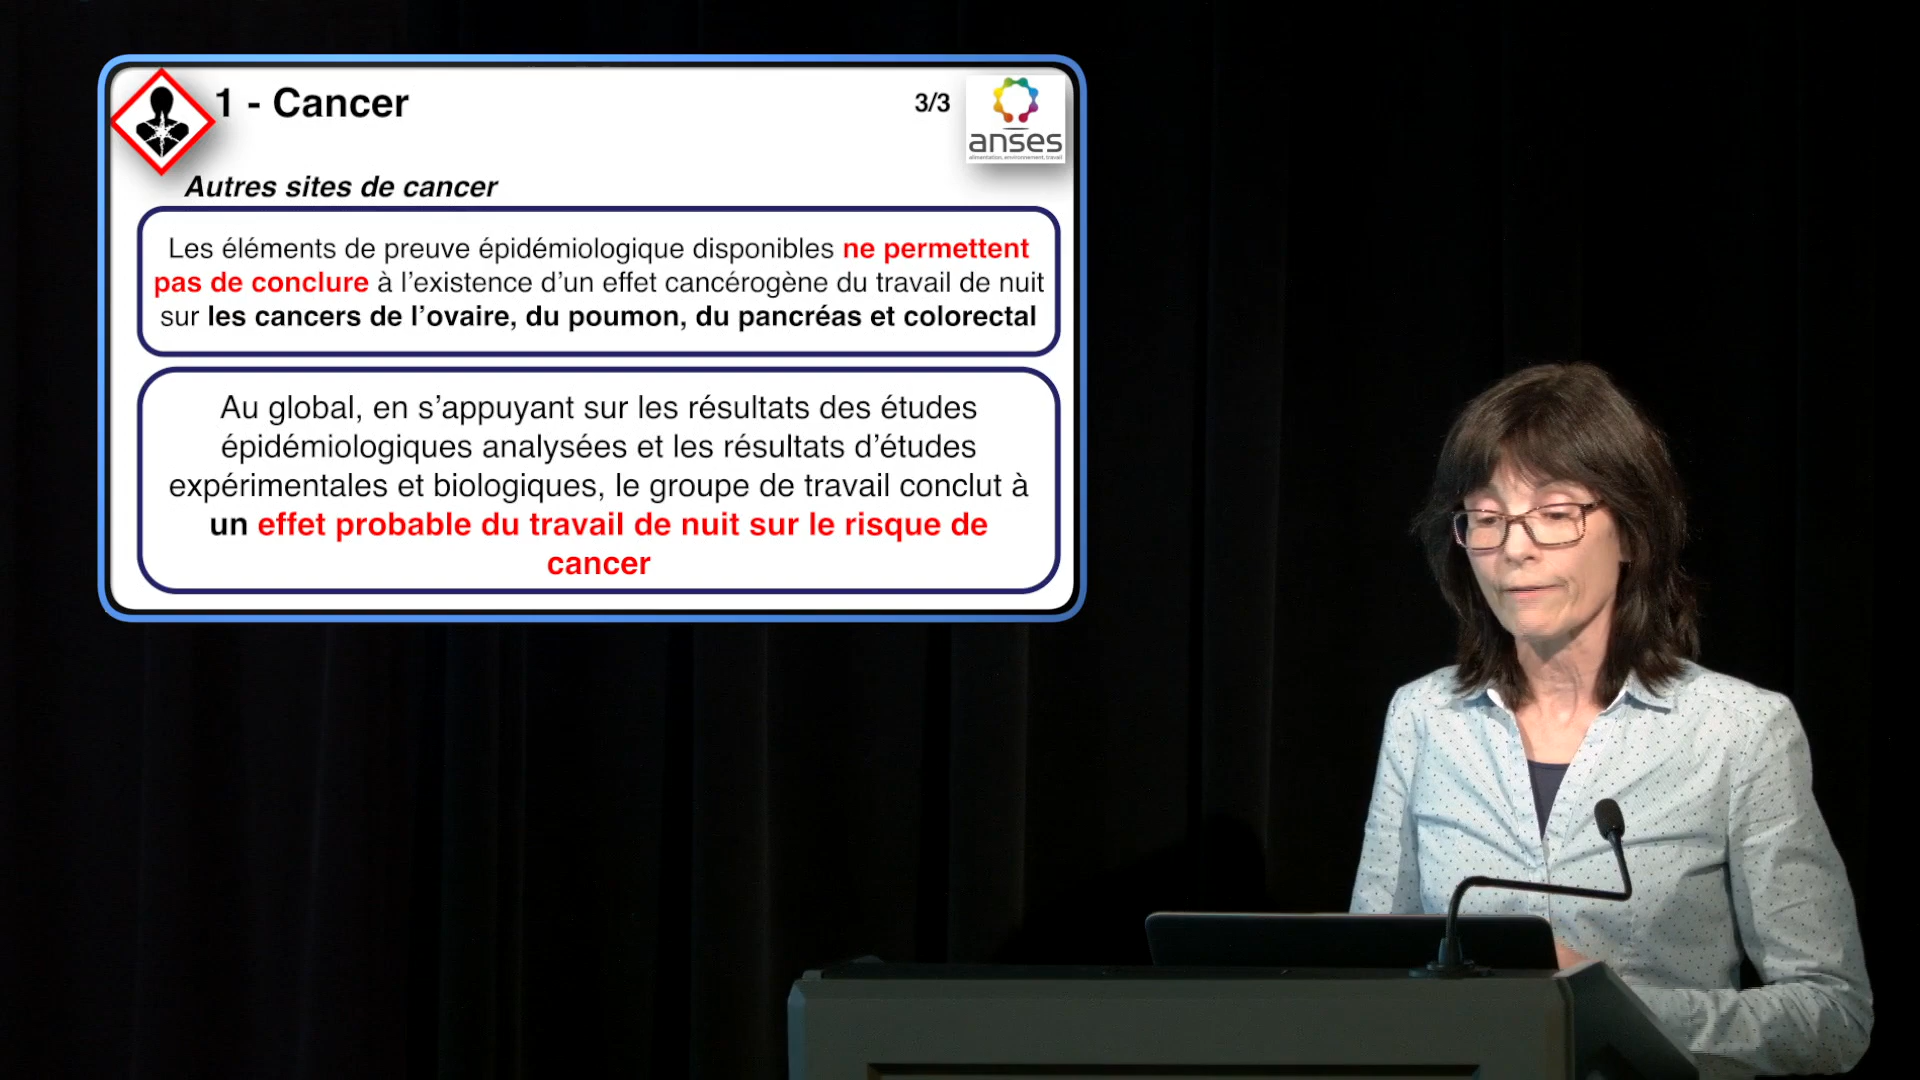 1 - Cancer
3/3
anses
alimentation, environnement, travail
Autres sites de cancer
Les éléments de preuve épidémiologique disponibles ne permettent
pas de conclure à l’existence d’un effet cancérogène du travail de nuit
sur les cancers de l’ovaire, du poumon, du pancréas et colorectal
Au global, en s’appuyant sur les résultats des études
épidémiologiques analysées et les résultats d’études
expérimentales et biologiques, le groupe de travail conclut à
un effet probable du travail de nuit sur le risque de
cancer